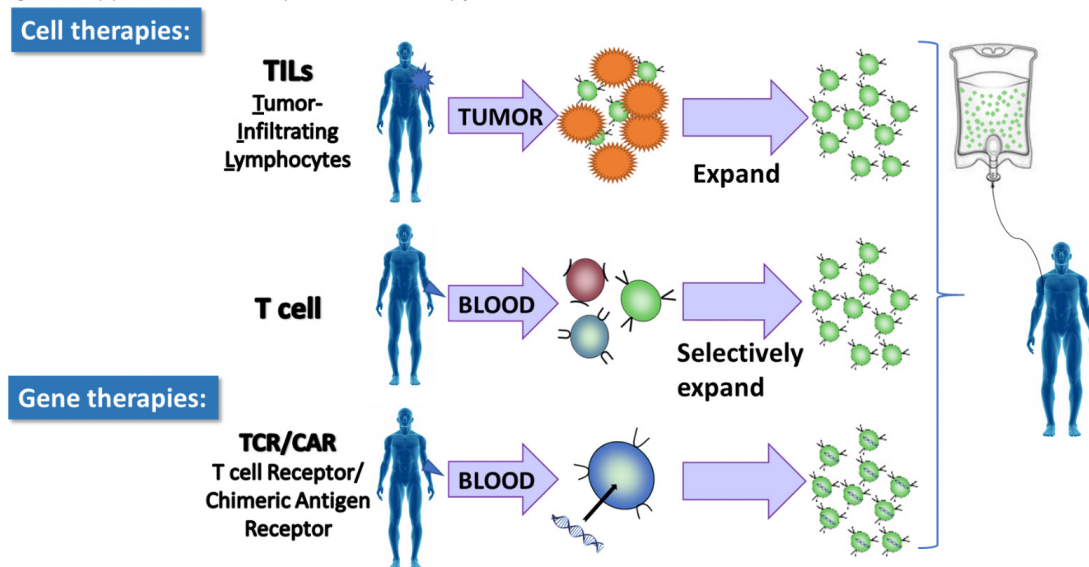 Cell therapies:
TILs
Tumor-
Infiltrating
Lymphocytes
TUMOR
Expand
T cell
BLOOD
Selectively
expand
Gene therapies:
TCR/CAR
T cell Receptor/
Chimeric Antigen
Receptor
BLOOD